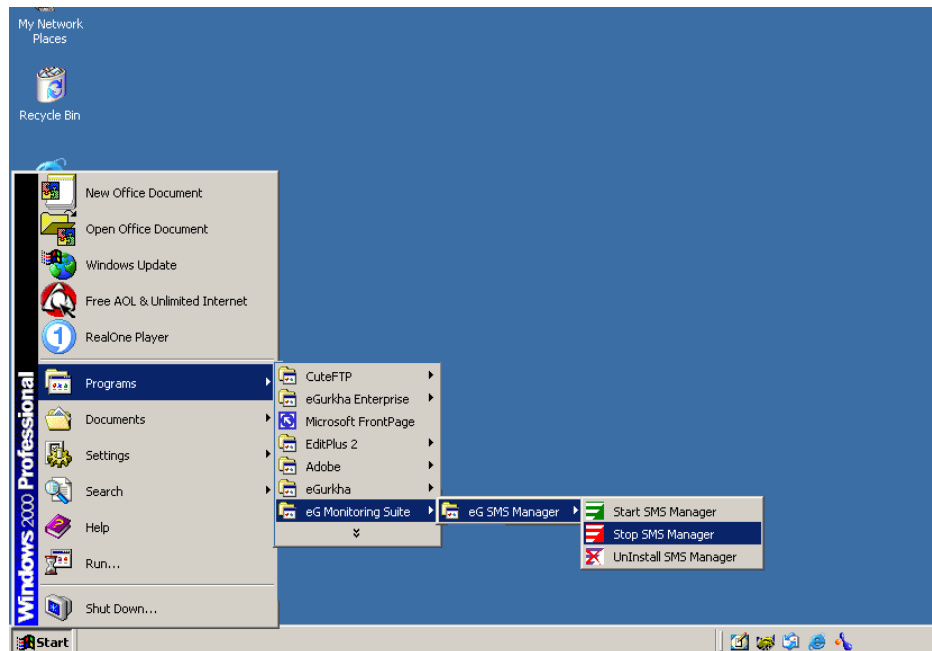 My Network
Places
Recycle Bin
New Office Document
Open Office Document
Windows Update
Free AOL & Unlimited Internet
RealOne Player
Programs
Documents
Settings
Search
Help
Run...
Shut Down...
Windows 2000 Professional
CuteFTP
eGurkha Enterprise
Microsoft FrontPage
EditPlus 2
Adobe
eGurkha
eG Monitoring Suite
eG SMS Manager
Start SMS Manager
Stop SMS Manager
UnInstall SMS Manager
Start